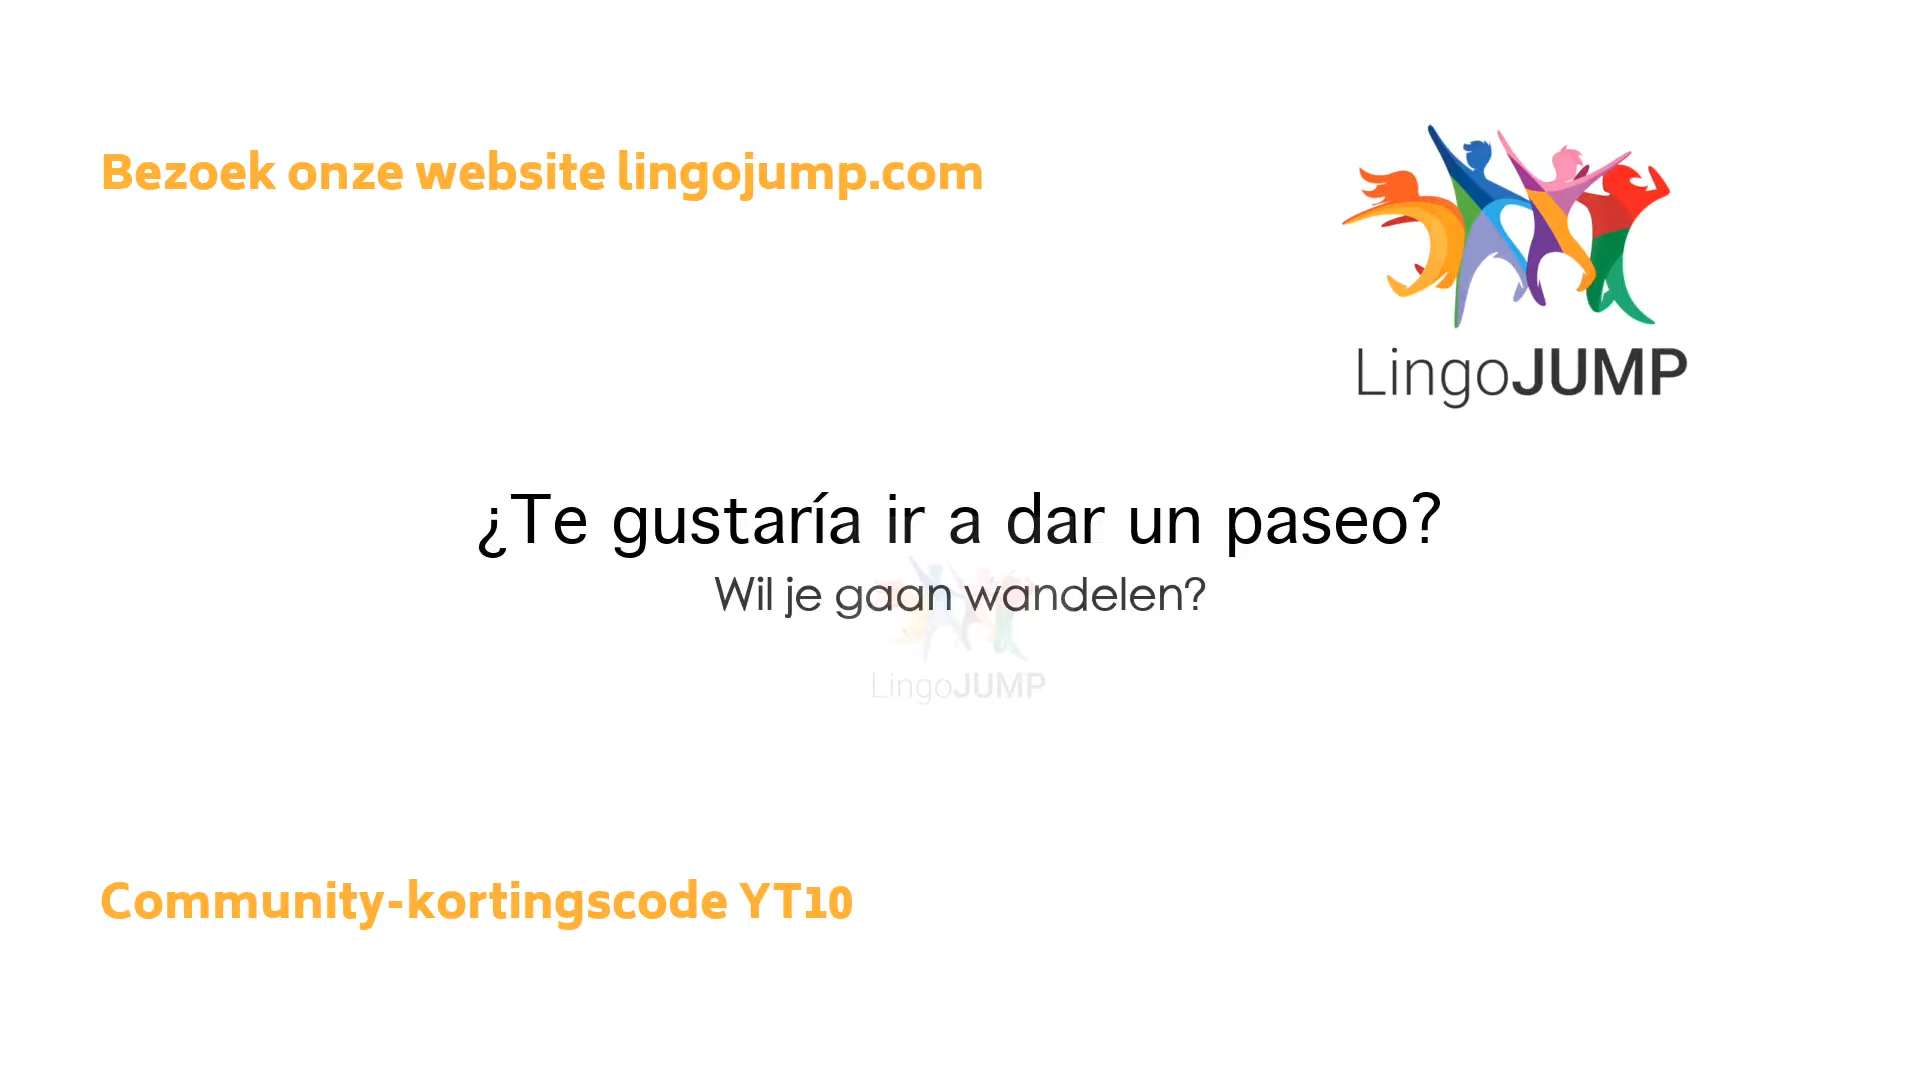 Bezoek onze website lingojump.com
LingoJUMP
¿Te gustaría ir a dar un paseo?
Wil je gaan wandelen?
LingoJUMP
Community-kortingscode YT10